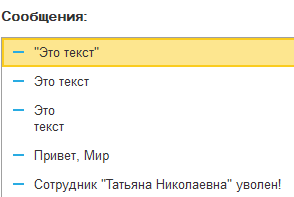 Сообщения:
"Это текст"
Это текст
Это
текст
Привет, Мир
Сотрудник "Татьяна Николаевна" уволен!